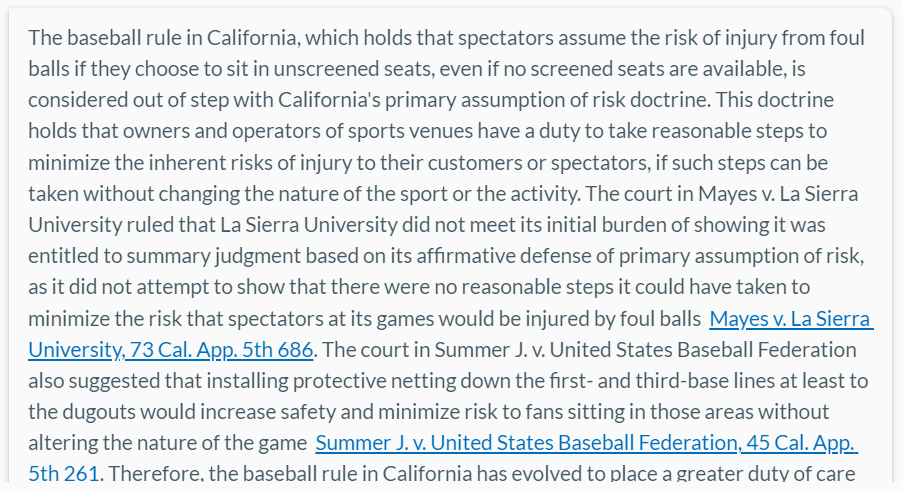 The baseball rule in California, which holds that spectators assume the risk of injury from foul
balls if they choose to sit in unscreened seats, even if no screened seats are available, is
considered out of step with California's primary assumption of risk doctrine. This doctrine
holds that owners and operators of sports venues have a duty to take reasonable steps to
minimize the inherent risks of injury to their customers or spectators, if such steps can be
taken without changing the nature of the sport or the activity. The court in Mayes v. La Sierra
University ruled that La Sierra University did not meet its initial burden of showing it was
entitled to summary judgment based on its affirmative defense of primary assumption of risk,
as it did not attempt to show that there were no reasonable steps it could have taken to
minimize the risk that spectators at its games would be injured by foul balls Mayes v. La Sierra
University, 73 Cal. App. 5th 686. The court in Summer J. v. United States Baseball Federation
also suggested that installing protective netting down the first- and third-base lines at least to
the dugouts would increase safety and minimize risk to fans sitting in those areas without
altering the nature of the game Summer J. v. United States Baseball Federation, 45 Cal. App.
5th 261. Therefore, the baseball rule in California has evolved to place a greater duty of care